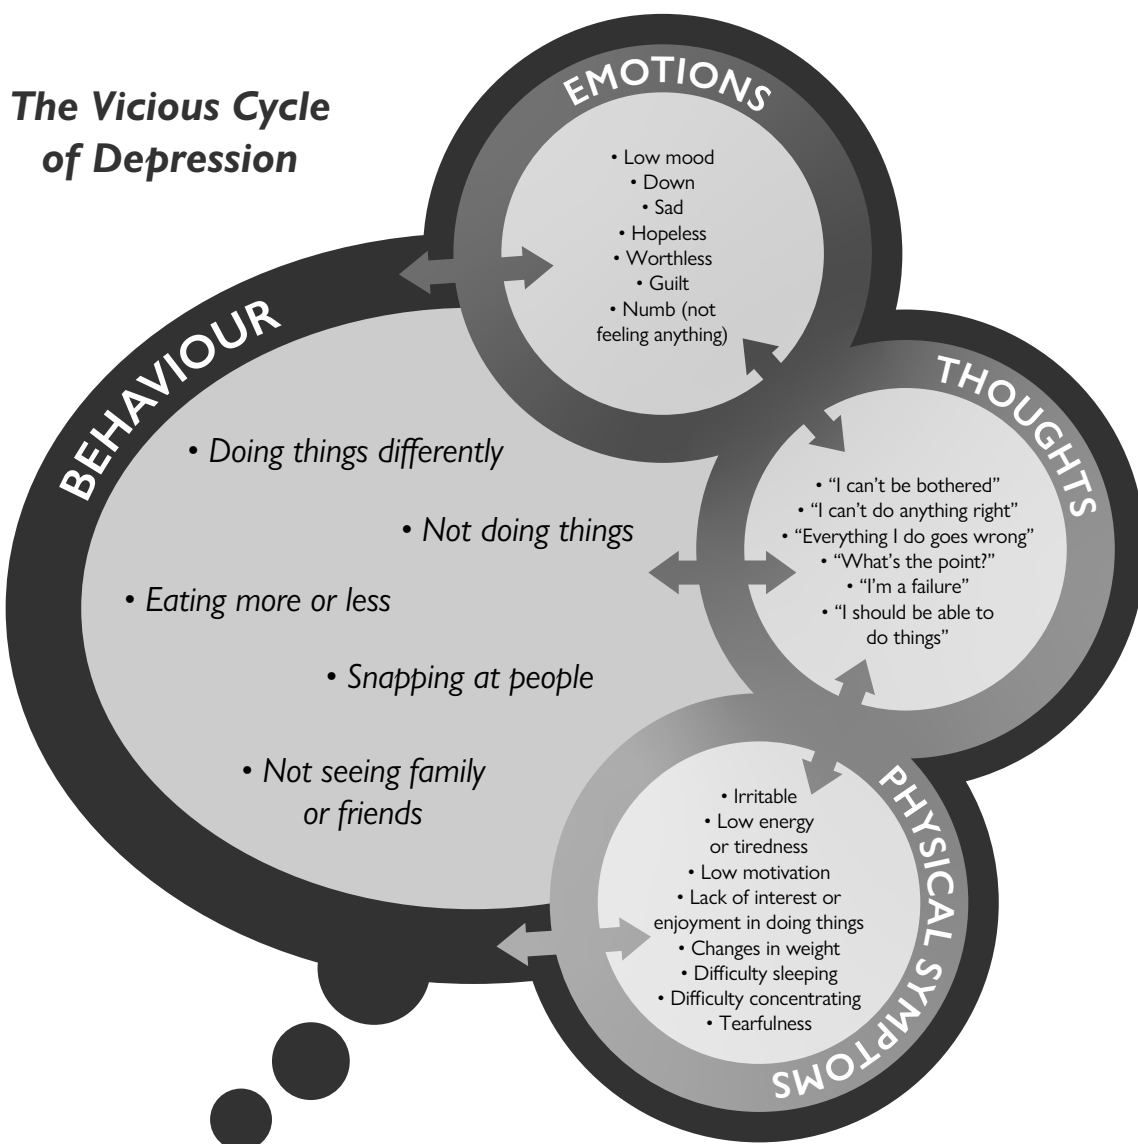 The Vicious Cycle
of Depression
EMOTIONS
• Low mood
• Down
• Sad
• Hopeless
• Worthless
• Guilt
• Numb (not
feeling anything)
BEHAVIOUR
• Doing things differently
• Not doing things
• Eating more or less
• Snapping at people
• Not seeing family
or friends
THOUGHTS
• “I can’t be bothered”
• “I can’t do anything right”
• “Everything I do goes wrong”
• “What’s the point?”
• “I’m a failure”
• “I should be able to
do things”
PHYSICAL SYMPTOMS
• Irritable
• Low energy
or tiredness
• Low motivation
• Lack of interest or
enjoyment in doing things
• Changes in weight
• Difficulty sleeping
• Difficulty concentrating
• Tearfulness